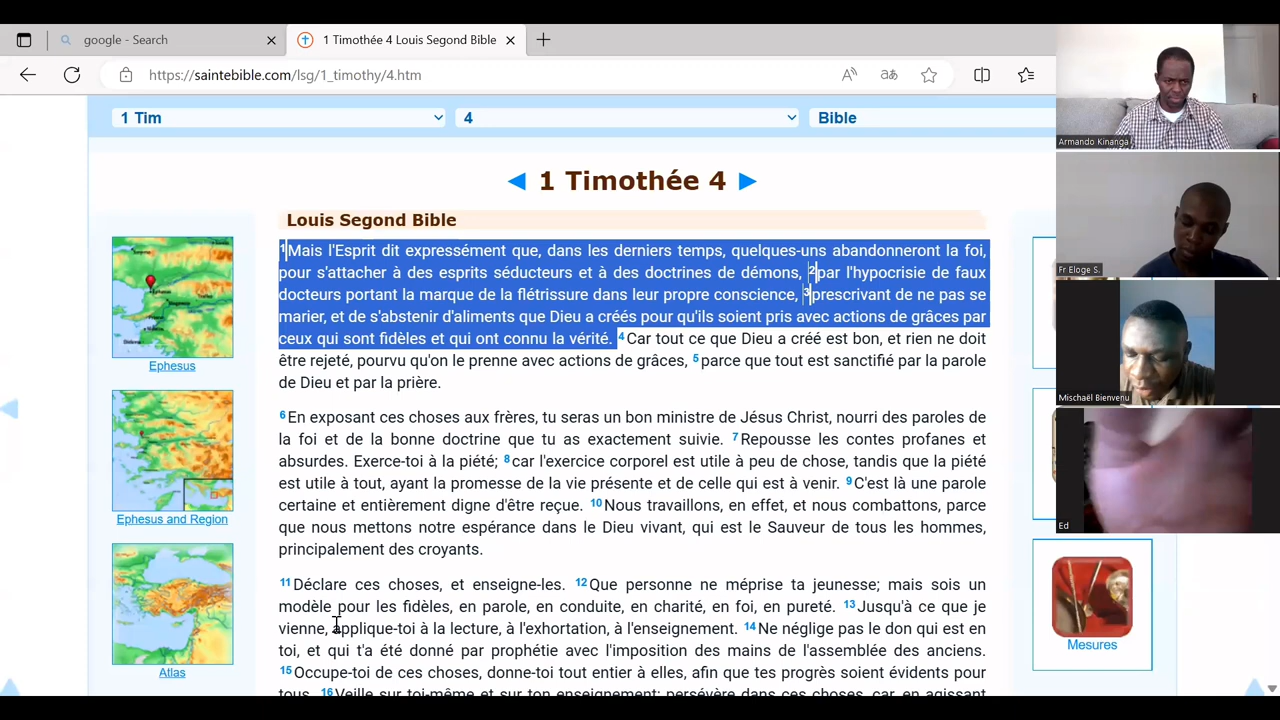 google - Search
1 Timothée 4 Louis Segond Bible
https://saintebible.com/lsg/1_timothy/4.htm
1 Tim
4
Bible
1 Timothée 4
Louis Segond Bible
1Mais l'Esprit dit expressément que, dans les derniers temps, quelques-uns abandonneront la foi,
pour s'attacher à des esprits séducteurs et à des doctrines de démons, 2par l'hypocrisie de faux
docteurs portant la marque de la flétrissure dans leur propre conscience, 3prescrivant de ne pas se
marier, et de s'abstenir d'aliments que Dieu a créés pour qu'ils soient pris avec actions de grâces par
ceux qui sont fidèles et qui ont connu la vérité. 4Car tout ce que Dieu a créé est bon, et rien ne doit
être rejeté, pourvu qu'on le prenne avec actions de grâces, 5parce que tout est sanctifié par la parole
de Dieu et par la prière.
6En exposant ces choses aux frères, tu seras un bon ministre de Jésus Christ, nourri des paroles de
la foi et de la bonne doctrine que tu as exactement suivie. 7Repousse les contes profanes et
absurdes. Exerce-toi à la piété; 8car l'exercice corporel est utile à peu de chose, tandis que la piété
est utile à tout, ayant la promesse de la vie présente et de celle qui est à venir. 9C'est là une parole
certaine et entièrement digne d'être reçue. 10Nous travaillons, en effet, et nous combattons, parce
que nous mettons notre espérance dans le Dieu vivant, qui est le Sauveur de tous les hommes,
principalement des croyants.
11Déclare ces choses, et enseigne-les. 12Que personne ne méprise ta jeunesse; mais sois un
modèle pour les fidèles, en parole, en conduite, en charité, en foi, en pureté. 13Jusqu'à ce que je
vienne, applique-toi à la lecture, à l'exhortation, à l'enseignement. 14Ne néglige pas le don qui est en
toi, et qui t'a été donné par prophétie avec l'imposition des mains de l'assemblée des anciens.
15Occupe-toi de ces choses, donne-toi tout entier à elles, afin que tes progrès soient évidents pour
tous. 16Veille sur toi-même et sur ton enseignement; persévère dans ces choses, car, en agissant
Ephesus
Ephesus and Region
Atlas
Mesures
Armando Kinanga
Fr Eloge S.
Mischaël Bienvenu
Ed